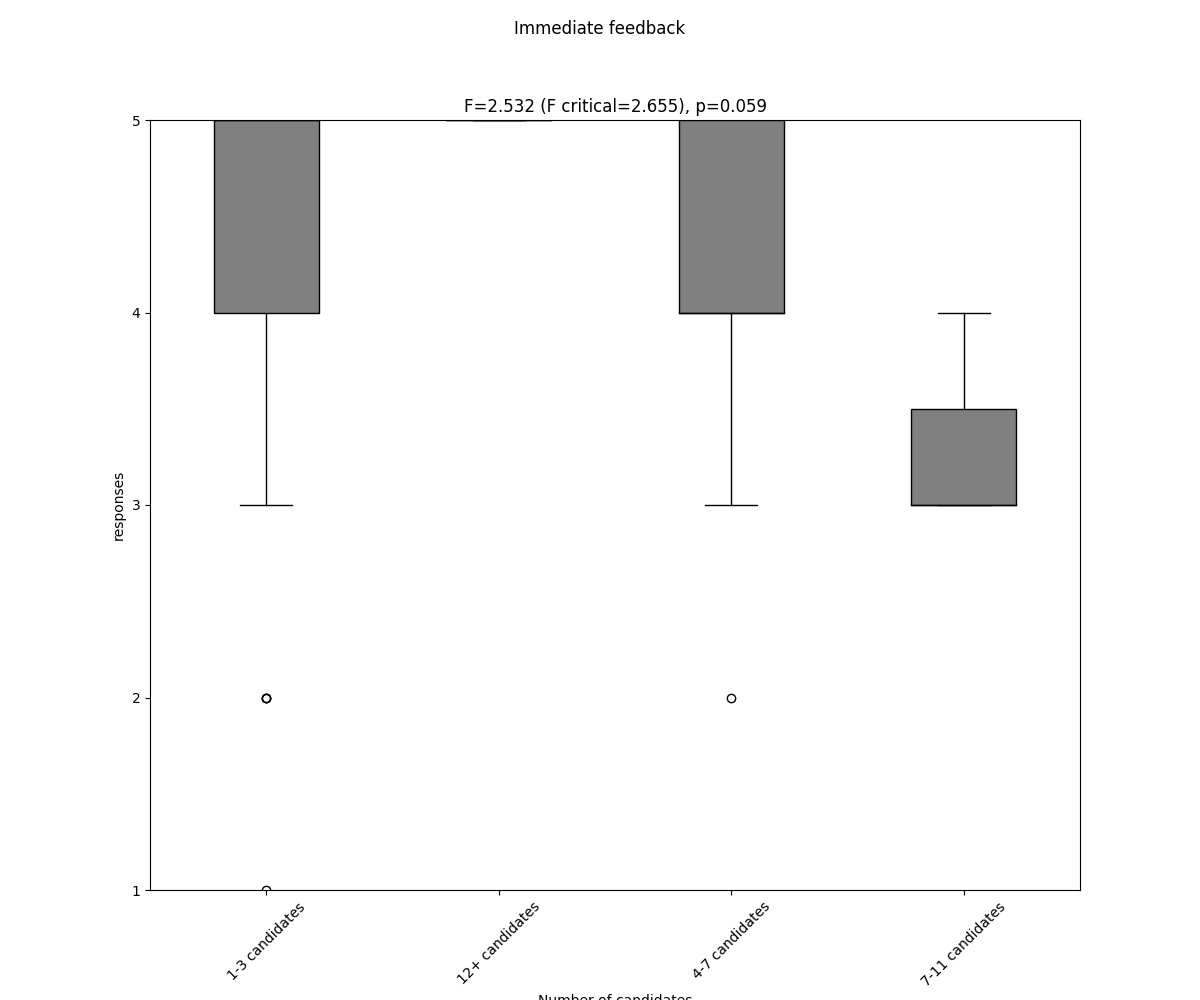 Immediate feedback
F=2.532 (F critical=2.655), p=0.059
5
4
3
2
1
responses
1-3 candidates
12+ candidates
4-7 candidates
7-11 candidates
Number of candidates